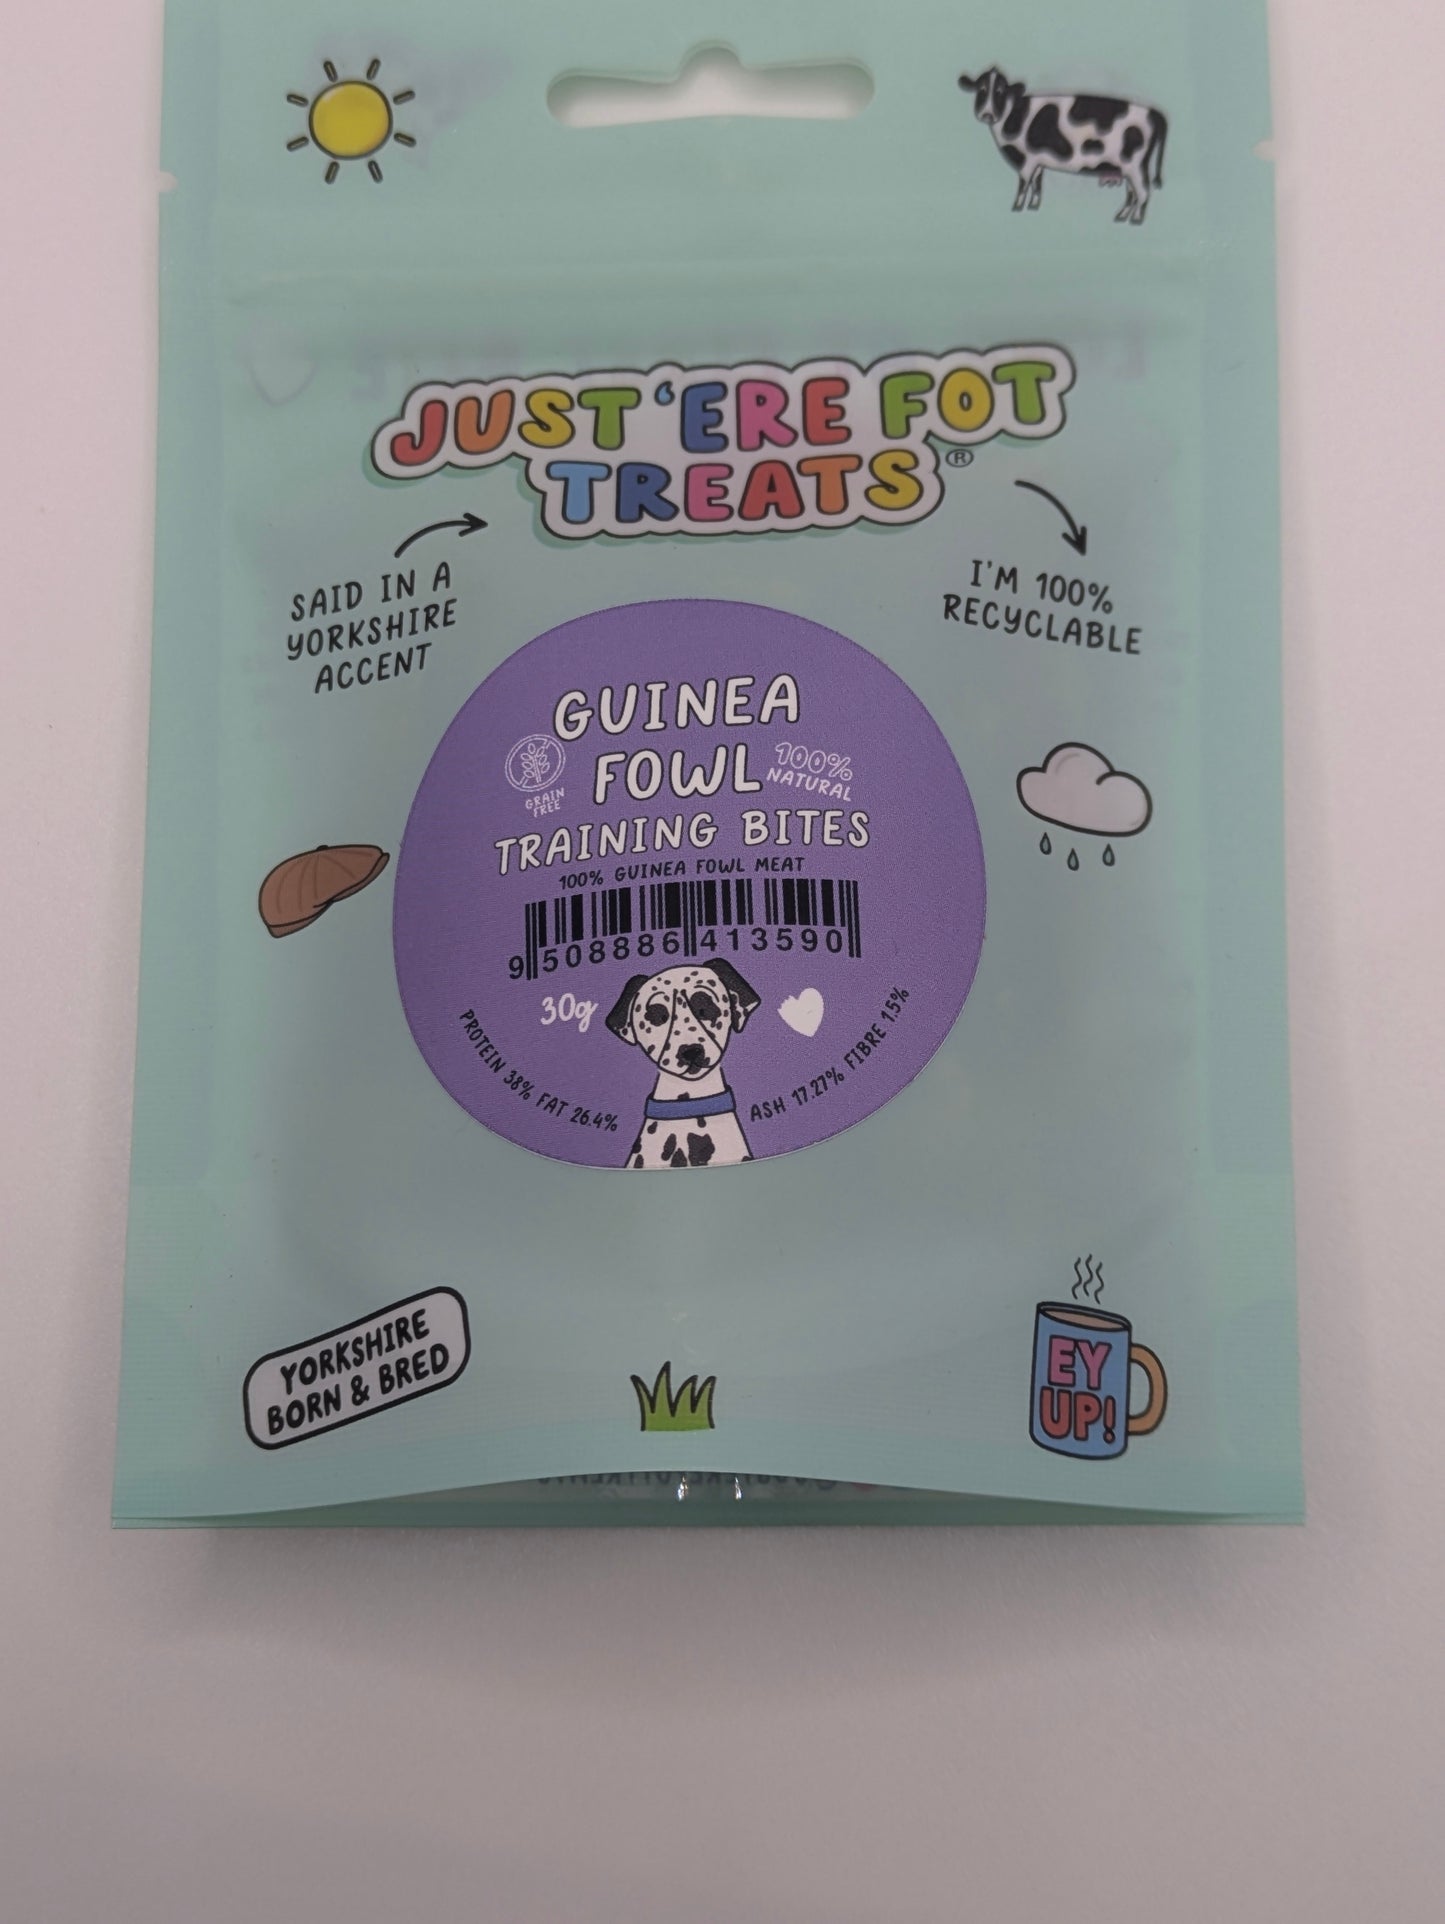 JUST 'ERE FOT
TREATS®
SAID IN A
YORKSHIRE
ACCENT
I'M 100%
RECYCLABLE
GUINEA
FOWL
GRAIN
FREE
100%
NATURAL
TRAINING BITES
100% GUINEA FOWL MEAT
9 508886 413590
30g
PROTEIN 38% FAT 26.4%
ASH 17.27% FIBRE 1.5%
YORKSHIRE
BORN & BRED
EY
UP!